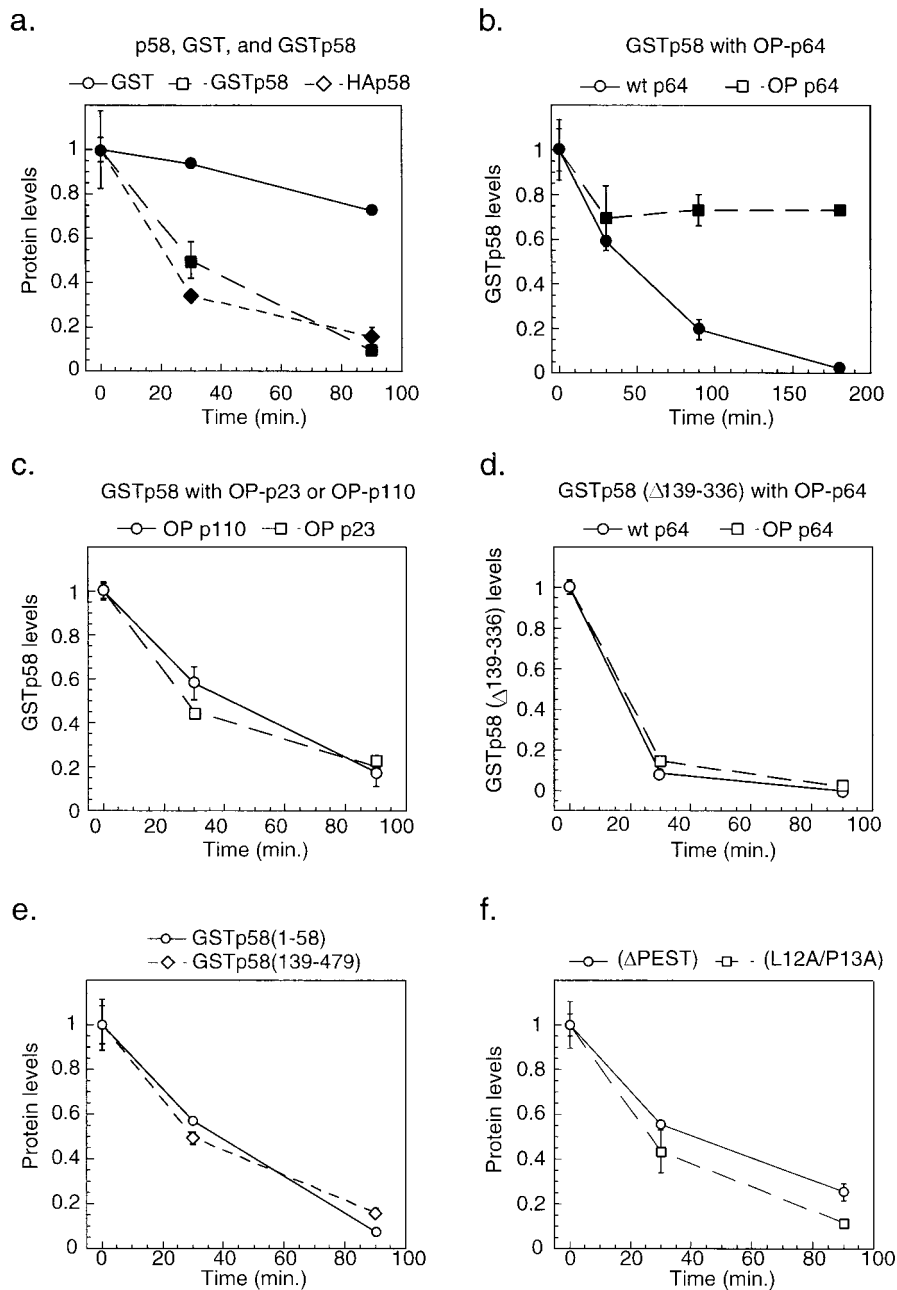 a.
p58, GST, and GSTp58
GST GSTp58 HAp58
Protein levels
1
0.8
0.6
0.4
0.2
0
0 20 40 60 80 100
Time (min.)
b.
GSTp58 with OP-p64
wt p64 OP p64
GSTp58 levels
1
0.8
0.6
0.4
0.2
0
0 50 100 150 200
Time (min.)
c.
GSTp58 with OP-p23 or OP-p110
OP p110 OP p23
GSTp58 levels
1
0.8
0.6
0.4
0.2
0
0 20 40 60 80 100
Time (min.)
d.
GSTp58 (Δ139-336) with OP-p64
wt p64 OP p64
GSTp58 (Δ139-336) levels
1
0.8
0.6
0.4
0.2
0
0 20 40 60 80 100
Time (min.)
e.
GSTp58(1-58)
GSTp58(139-479)
Protein levels
1
0.8
0.6
0.4
0.2
0
0 20 40 60 80 100
Time (min.)
f.
(ΔPEST) (L12A/P13A)
Protein levels
1
0.8
0.6
0.4
0.2
0
0 20 40 60 80 100
Time (min.)